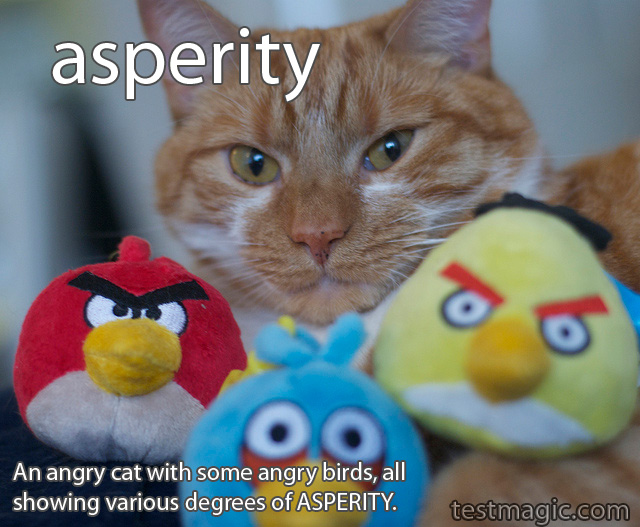 asperity
An angry cat with some angry birds, all
showing various degrees of ASPERITY.
testmagic.com